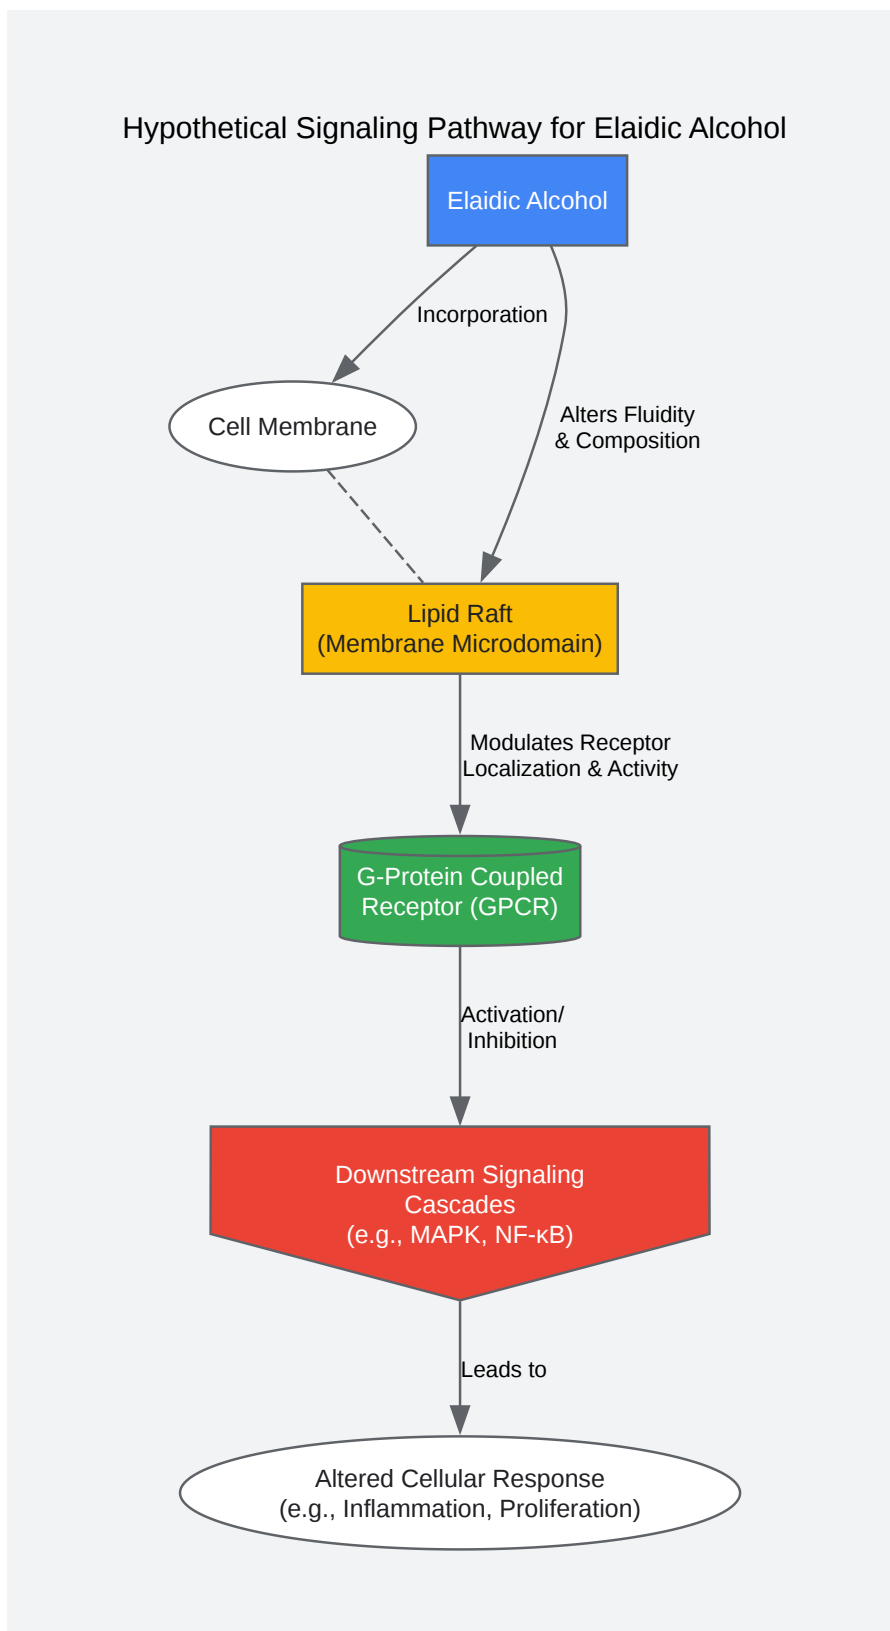 Hypothetical Signaling Pathway for Elaidic Alcohol
Elaidic Alcohol
Incorporation
Cell Membrane
Alters Fluidity
& Composition
Lipid Raft
(Membrane Microdomain)
Modulates Receptor
Localization & Activity
G-Protein Coupled
Receptor (GPCR)
Activation/
Inhibition
Downstream Signaling
Cascades
(e.g., MAPK, NF-κB)
Leads to
Altered Cellular Response
(e.g., Inflammation, Proliferation)